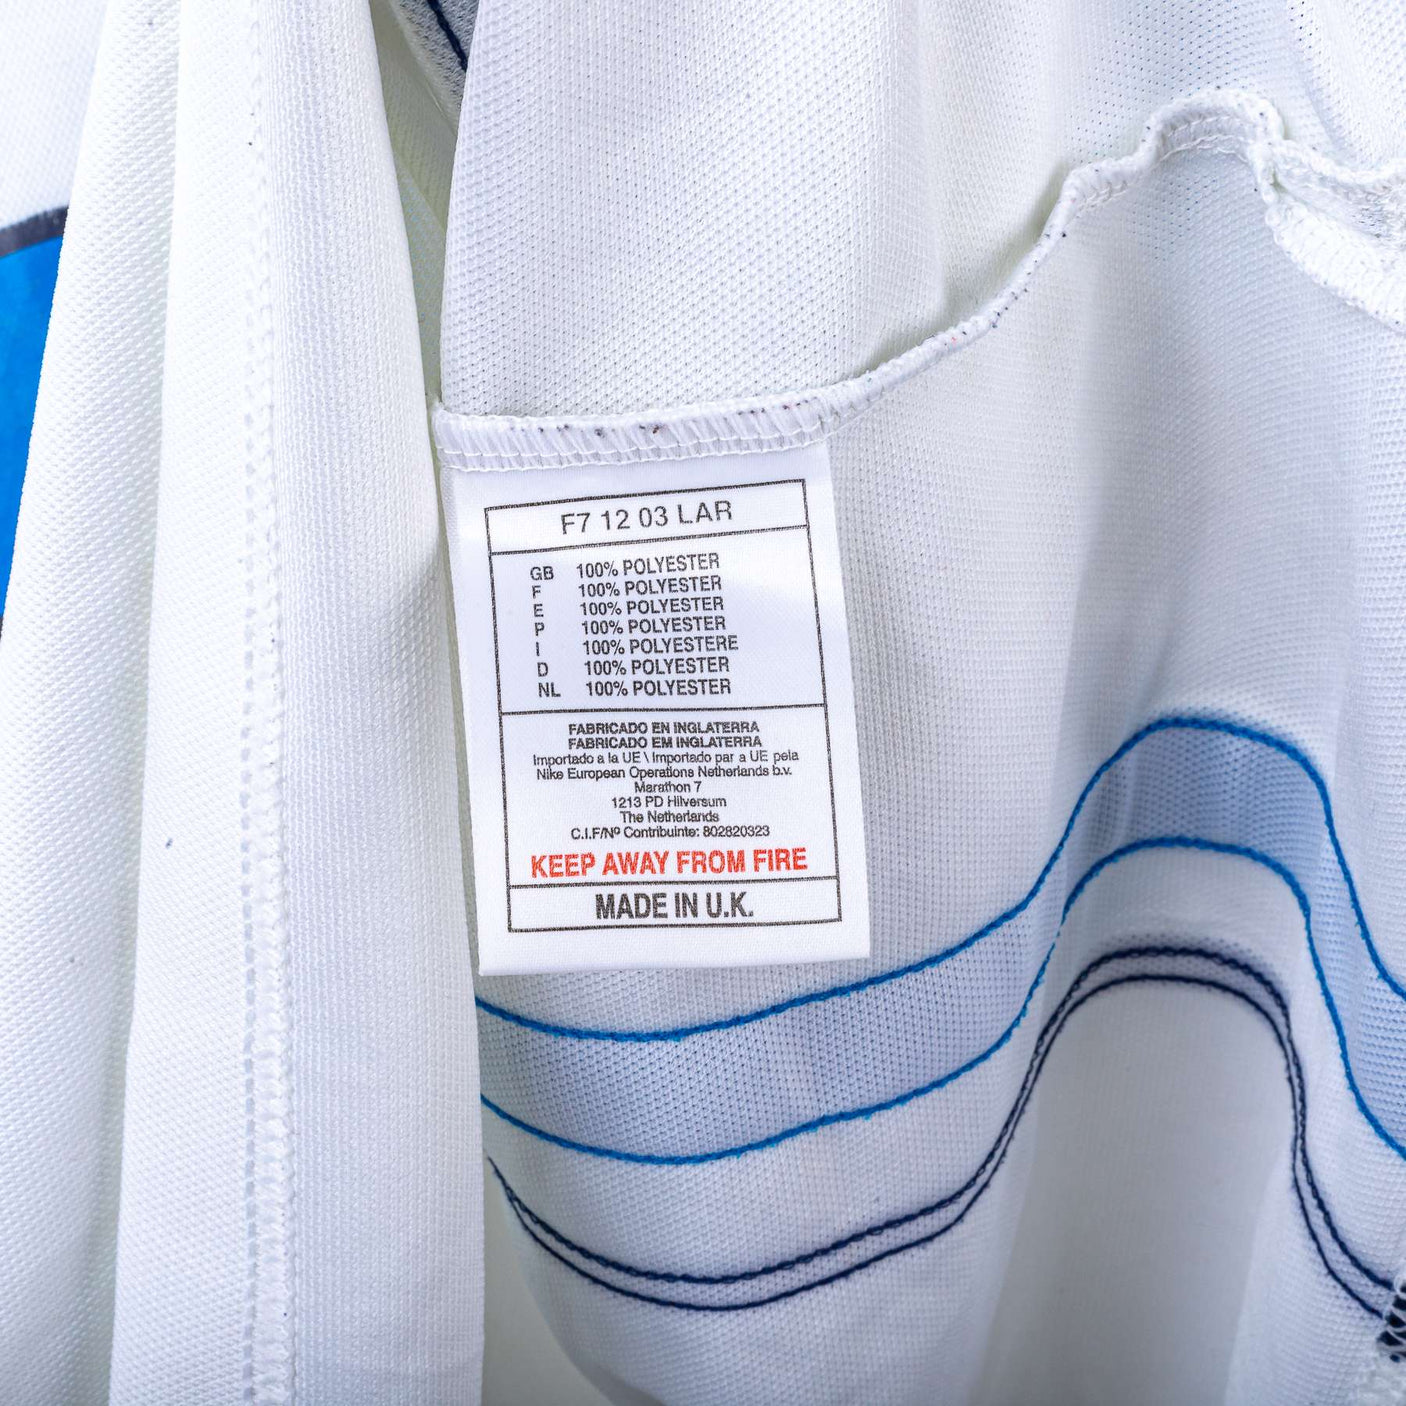 F7 12 03 LAR
GB 100% POLYESTER
F 100% POLYESTER
E 100% POLYESTER
P 100% POLYESTER
I 100% POLYESTERE
D 100% POLYESTER
NL 100% POLYESTER
FABRICADO EN INGLATERRA
FABRICADO EM INGLATERRA
Importado a la UE \ Importado par a UE pela
Nike European Operations Netherlands b.v.
Marathon 7
1213 PD Hilversum
The Netherlands
C.I.F/Nº Contribuinte: 802820323
KEEP AWAY FROM FIRE
MADE IN U.K.